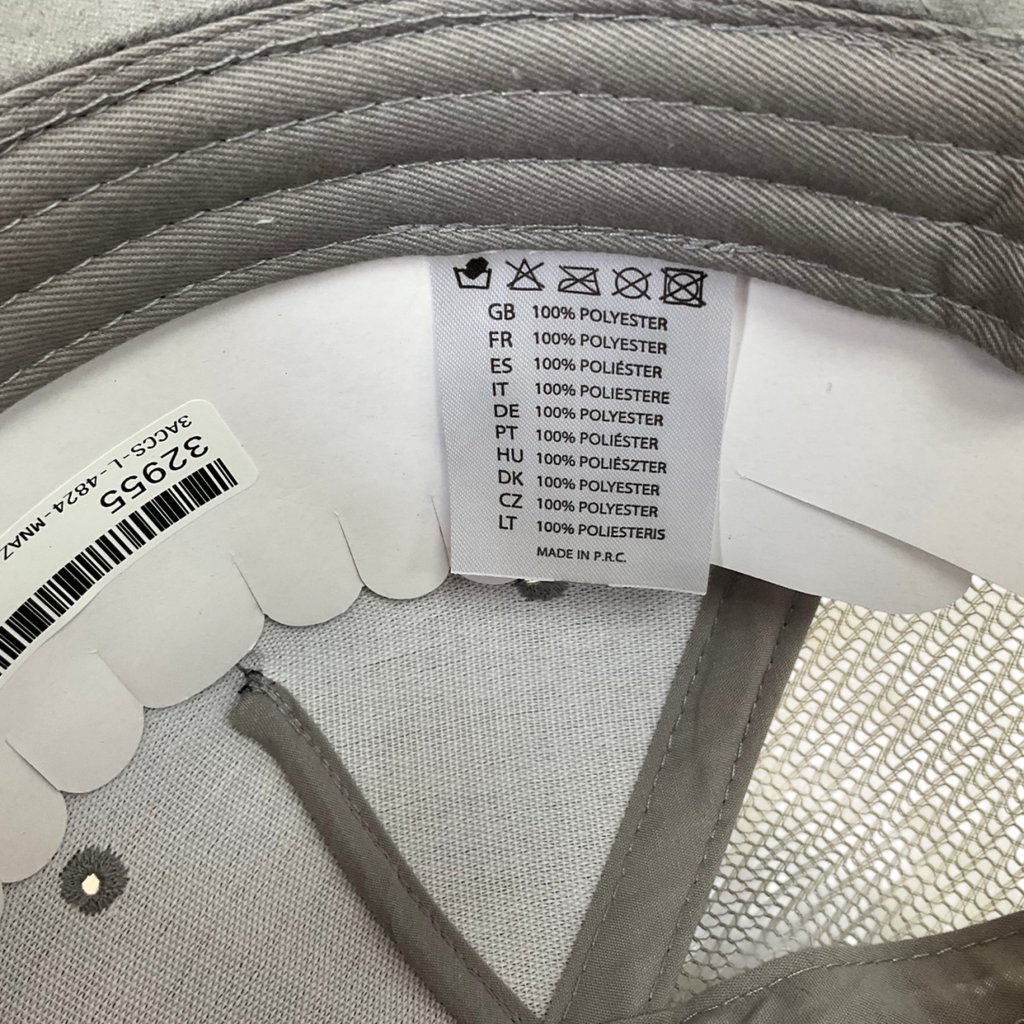 GB 100% POLYESTER
FR 100% POLYESTER
ES 100% POLIÉSTER
IT 100% POLIESTERE
DE 100% POLYESTER
PT 100% POLIÉSTER
HU 100% POLIÉSZTER
DK 100% POLYESTER
CZ 100% POLYESTER
LT 100% POLIESTERIS
MADE IN P.R.C.
32955
3ACCS-L-4824-MNAZ